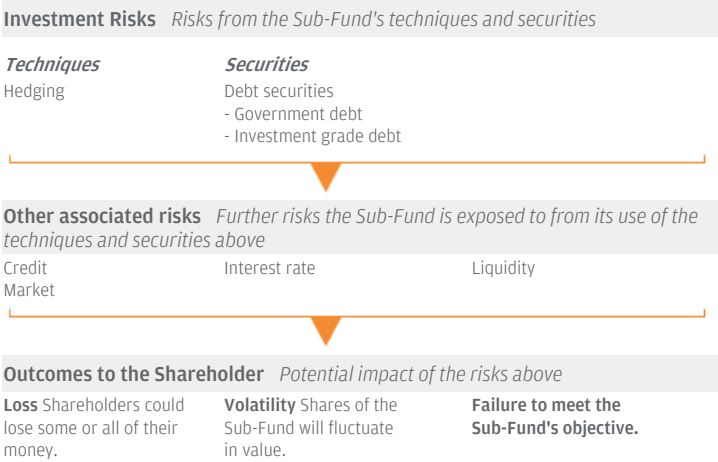 Investment Risks Risks from the Sub-Fund's techniques and securities
Techniques Securities
Hedging Debt securities
- Government debt
- Investment grade debt
Other associated risks Further risks the Sub-Fund is exposed to from its use of the
techniques and securities above
Credit Interest rate Liquidity
Market
Outcomes to the Shareholder Potential impact of the risks above
Loss Shareholders could
lose some or all of their
money.
Volatility Shares of the
Sub-Fund will fluctuate
in value.
Failure to meet the
Sub-Fund's objective.